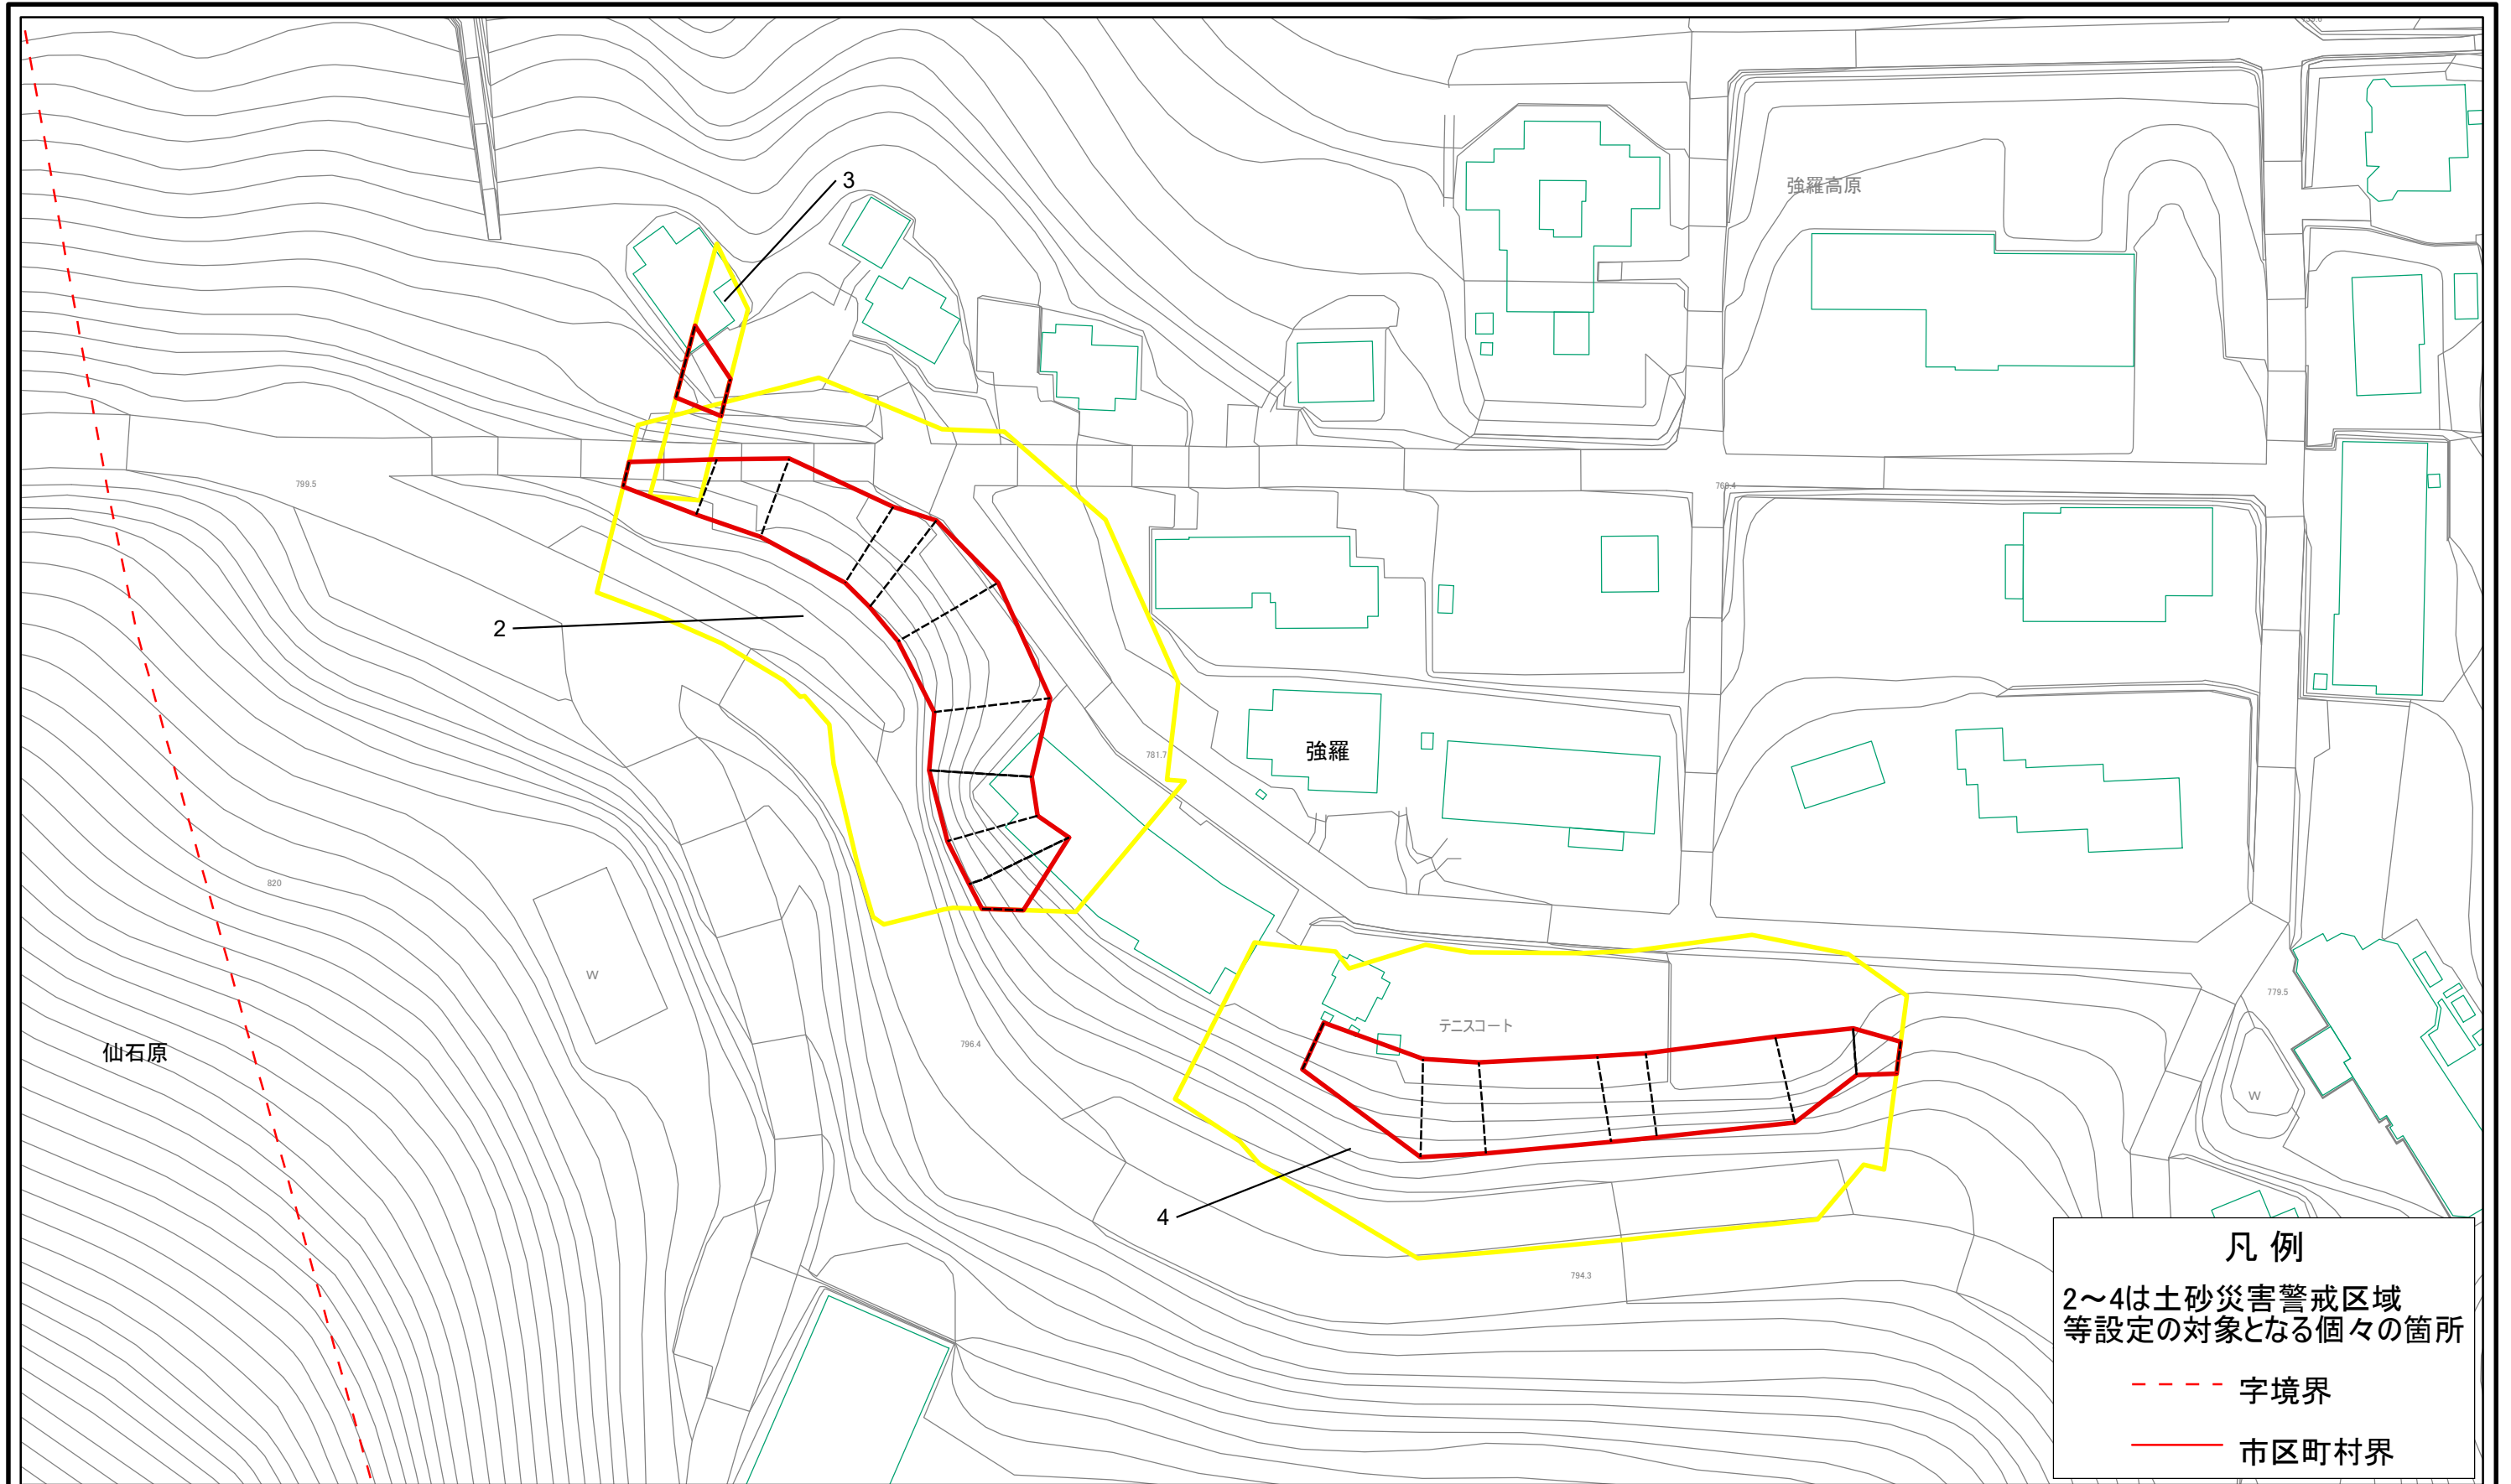 3
強羅高原
799.5
769.4
2
781.7
強羅
820
W
779.5
テニスコート
796.4
仙石原
W
4
794.3
凡 例
2～4は土砂災害警戒区域
等設定の対象となる個々の箇所
字境界
市区町村界